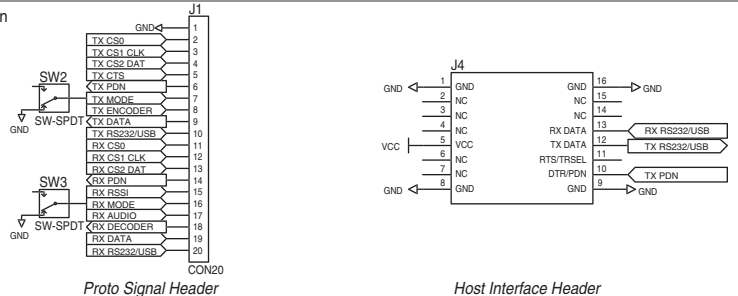 n
J1
GND 1
TX CS0 2
TX CS1 CLK 3
TX CS2 DAT 4
TX CTS 5
TX PDN 6
TX MODE 7
TX ENCODER 8
TX DATA 9
TX RS232/USB 10
RX CS0 11
RX CS1 CLK 12
RX CS2 DAT 13
RX PDN 14
RX RSSI 15
RX MODE 16
RX AUDIO 17
RX DECODER 18
RX DATA 19
RX RS232/USB 20
CON20
SW2
SW-SPDT
GND
SW3
SW-SPDT
GND
Proto Signal Header
J4
GND 1 GND GND 16 GND
2 NC NC 15
3 NC NC 14
4 NC RX DATA 13 RX RS232/USB
VCC 5 VCC TX DATA 12 TX RS232/USB
6 NC RTS/TRSEL 11
7 NC DTR/PDN 10 TX PDN
GND 8 GND GND 9 GND
Host Interface Header